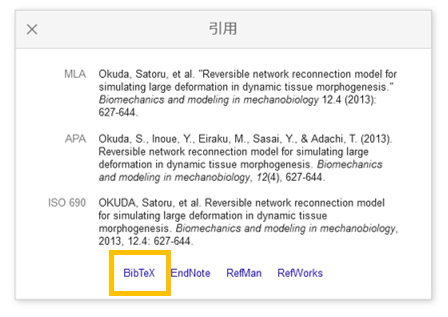 × 引用
MLA Okuda, Satoru, et al. "Reversible network reconnection model for
simulating large deformation in dynamic tissue morphogenesis."
Biomechanics and modeling in mechanobiology 12.4 (2013):
627-644.
APA Okuda, S., Inoue, Y., Eiraku, M., Sasai, Y., & Adachi, T. (2013).
Reversible network reconnection model for simulating large
deformation in dynamic tissue morphogenesis. Biomechanics
and modeling in mechanobiology, 12(4), 627-644.
ISO 690 OKUDA, Satoru, et al. Reversible network reconnection model
for simulating large deformation in dynamic tissue
morphogenesis. Biomechanics and modeling in mechanobiology,
2013, 12.4: 627-644.
BibTeX EndNote RefMan RefWorks